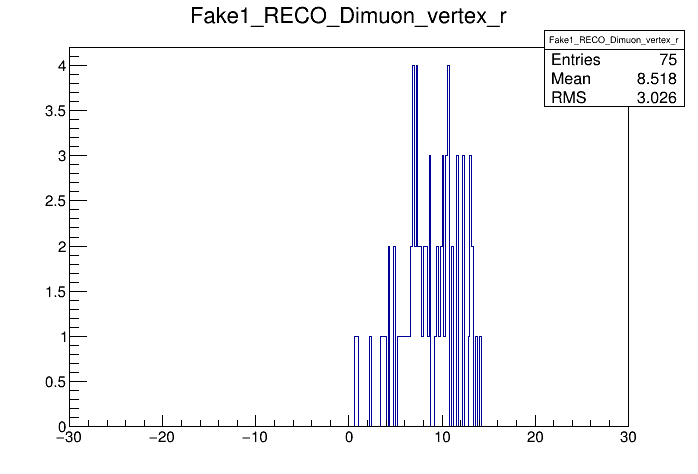 Fake1_RECO_Dimuon_vertex_r
Fake1_RECO_Dimuon_vertex_r
Entries 75
Mean 8.518
RMS 3.026
4
3.5
3
2.5
2
1.5
1
0.5
0
−30 −20 −10 0 10 20 30